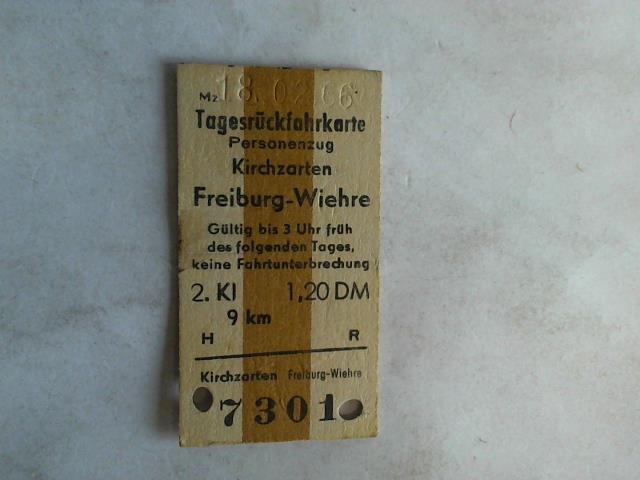 Mz 18.02.66
Tagesrückfahrkarte
Personenzug
Kirchzarten
Freiburg-Wiehre
Gültig bis 3 Uhr früh
des folgenden Tages,
keine Fahrtunterbrechung
2. Kl 1,20 DM
9 km
H R
Kirchzarten Freiburg-Wiehre
7301